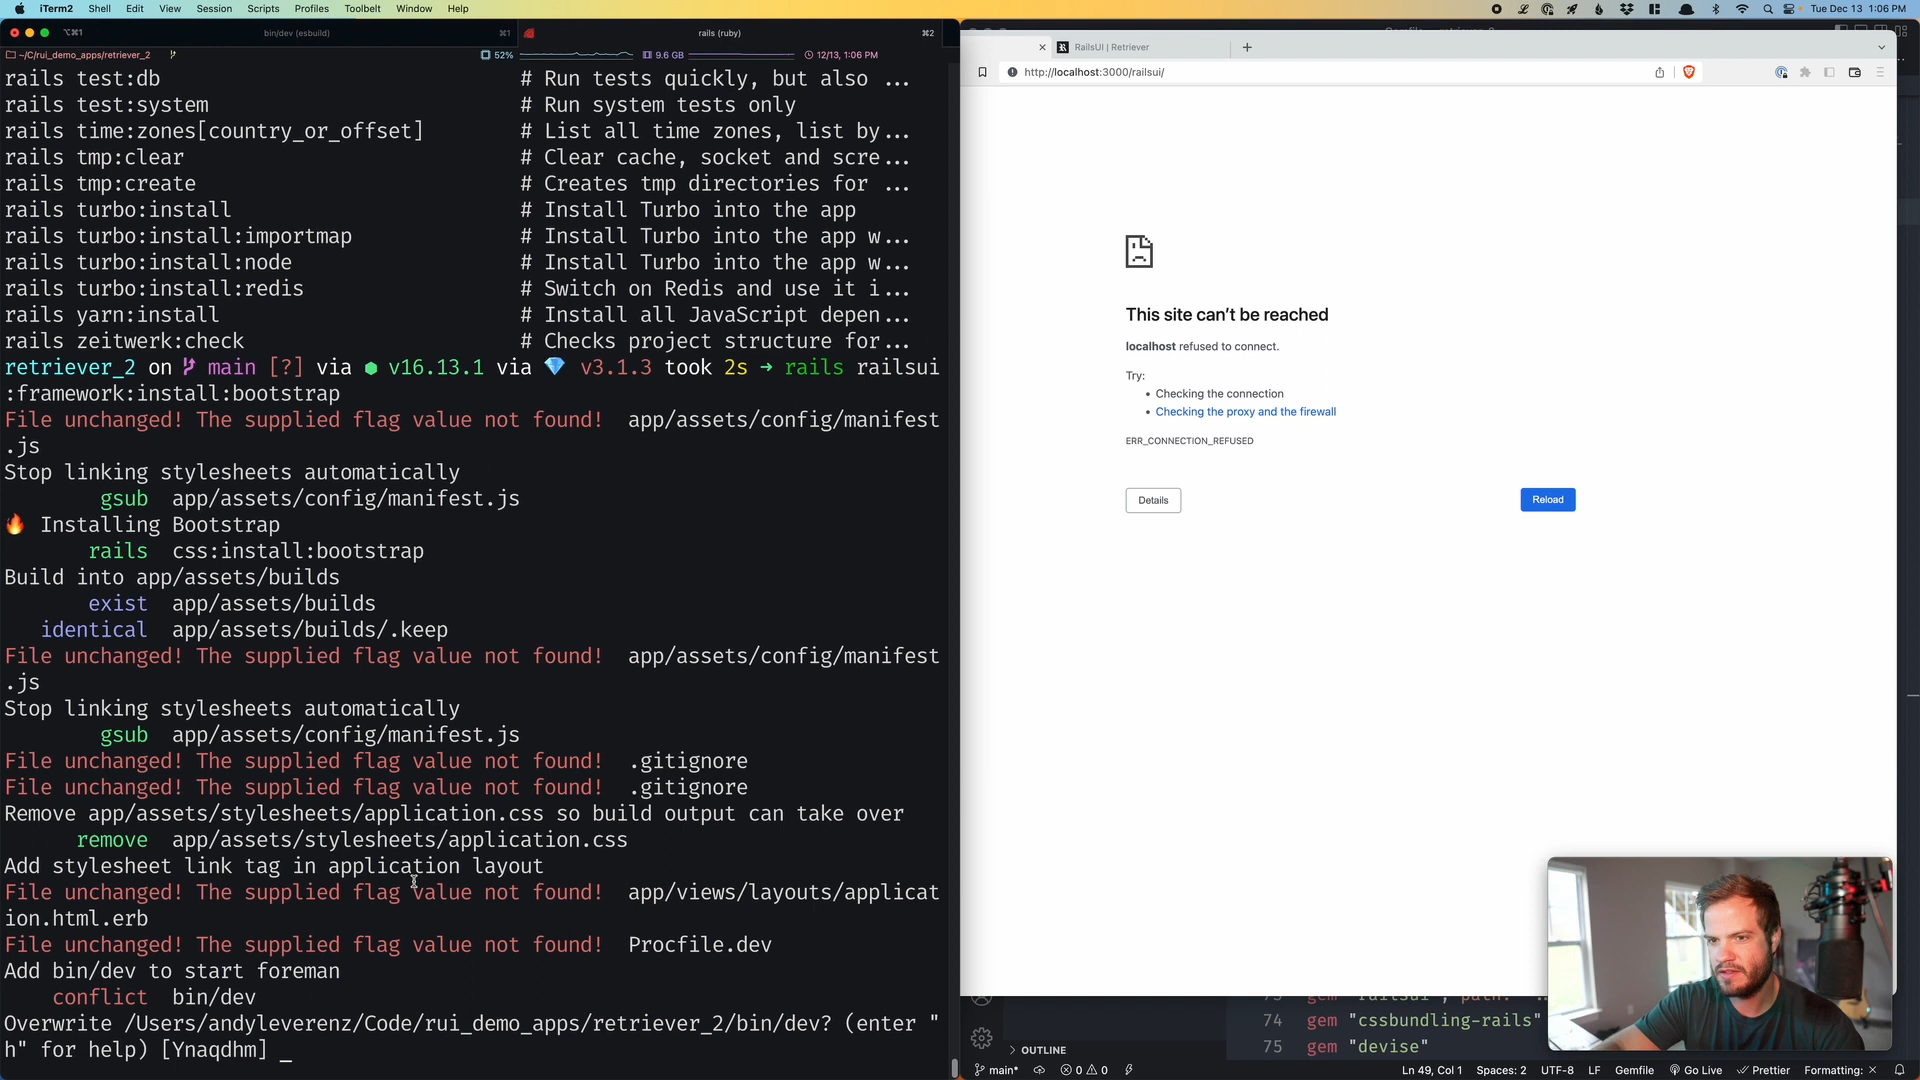 iTerm2 Shell Edit View Session Scripts Profiles Toolbelt Window Help
Tue Dec 13 1:06 PM
⌥⌘1 bin/dev (esbuild) ⌘1 rails (ruby) ⌘2
~/C/rui_demo_apps/retriever_2 52% 9.6 GB 12/13, 1:06 PM
rails test:db # Run tests quickly, but also ...
rails test:system # Run system tests only
rails time:zones[country_or_offset] # List all time zones, list by...
rails tmp:clear # Clear cache, socket and scre...
rails tmp:create # Creates tmp directories for ...
rails turbo:install # Install Turbo into the app
rails turbo:install:importmap # Install Turbo into the app w...
rails turbo:install:node # Install Turbo into the app w...
rails turbo:install:redis # Switch on Redis and use it i...
rails yarn:install # Install all JavaScript depen...
rails zeitwerk:check # Checks project structure for...
retriever_2 on main [?] via v16.13.1 via 💎 v3.1.3 took 2s → rails railsui
:framework:install:bootstrap
File unchanged! The supplied flag value not found! app/assets/config/manifest
.js
Stop linking stylesheets automatically
gsub app/assets/config/manifest.js
🔥 Installing Bootstrap
rails css:install:bootstrap
Build into app/assets/builds
exist app/assets/builds
identical app/assets/builds/.keep
File unchanged! The supplied flag value not found! app/assets/config/manifest
.js
Stop linking stylesheets automatically
gsub app/assets/config/manifest.js
File unchanged! The supplied flag value not found! .gitignore
File unchanged! The supplied flag value not found! .gitignore
Remove app/assets/stylesheets/application.css so build output can take over
remove app/assets/stylesheets/application.css
Add stylesheet link tag in application layout
File unchanged! The supplied flag value not found! app/views/layouts/applicat
ion.html.erb
File unchanged! The supplied flag value not found! Procfile.dev
Add bin/dev to start foreman
conflict bin/dev
Overwrite /Users/andyleverenz/Code/rui_demo_apps/retriever_2/bin/dev? (enter "
h" for help) [Ynaqdhm] _
RailsUI | Retriever
http://localhost:3000/railsui/
This site can't be reached
localhost refused to connect.
Try:
• Checking the connection
• Checking the proxy and the firewall
ERR_CONNECTION_REFUSED
Details
Reload
74 gem "cssbundling-rails"
75 gem "devise"
OUTLINE
main* 0 0 Ln 49, Col 1 Spaces: 2 UTF-8 LF Gemfile Go Live Prettier Formatting: ×